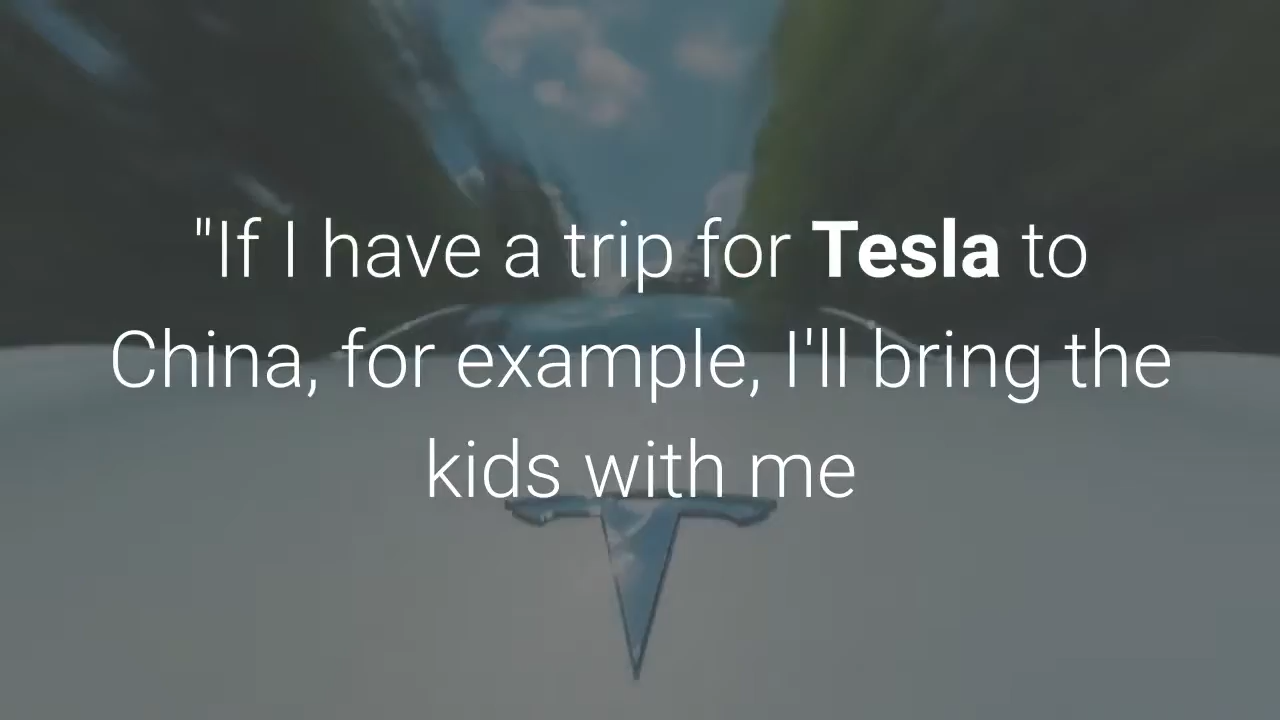 "If I have a trip for Tesla to
China, for example, I'll bring the
kids with me